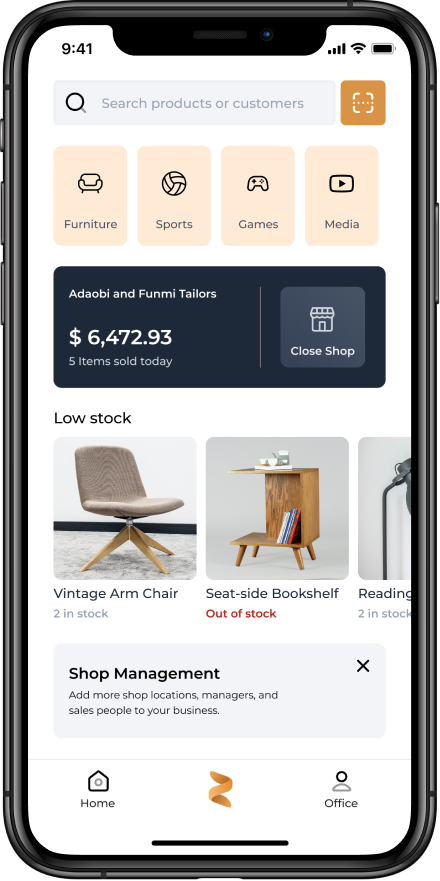 9:41
Search products or customers
Furniture
Sports
Games
Media
Adaobi and Funmi Tailors
$ 6,472.93
5 Items sold today
Close Shop
Low stock
Vintage Arm Chair
Seat-side Bookshelf
Reading
2 in stock
Out of stock
2 in stock
Shop Management
Add more shop locations, managers, and
sales people to your business.
Home
Office